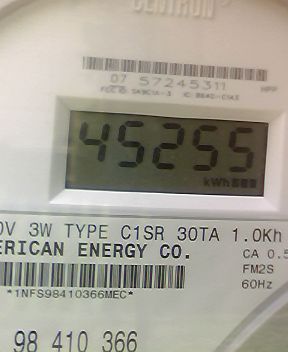 CENTRON
07 57245311
45255
kWh
0V 3W TYPE C1SR 30TA 1.0Kh
ERICAN ENERGY CO.
CA 0.5
FM2S
60Hz
*1NFS98410366MEC*
98 410 366